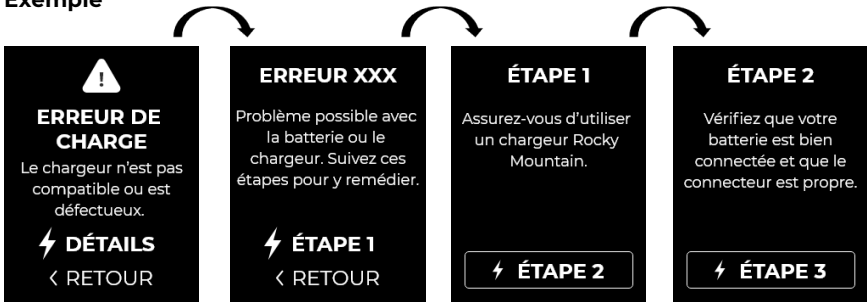 Exemple
ERREUR DE
CHARGE
Le chargeur n'est pas
compatible ou est
défectueux.
DÉTAILS
< RETOUR
ERREUR XXX
Problème possible avec
la batterie ou le
chargeur. Suivez ces
étapes pour y remédier.
ÉTAPE 1
< RETOUR
ÉTAPE 1
Assurez-vous d'utiliser
un chargeur Rocky
Mountain.
ÉTAPE 2
ÉTAPE 2
Vérifiez que votre
batterie est bien
connectée et que le
connecteur est propre.
ÉTAPE 3